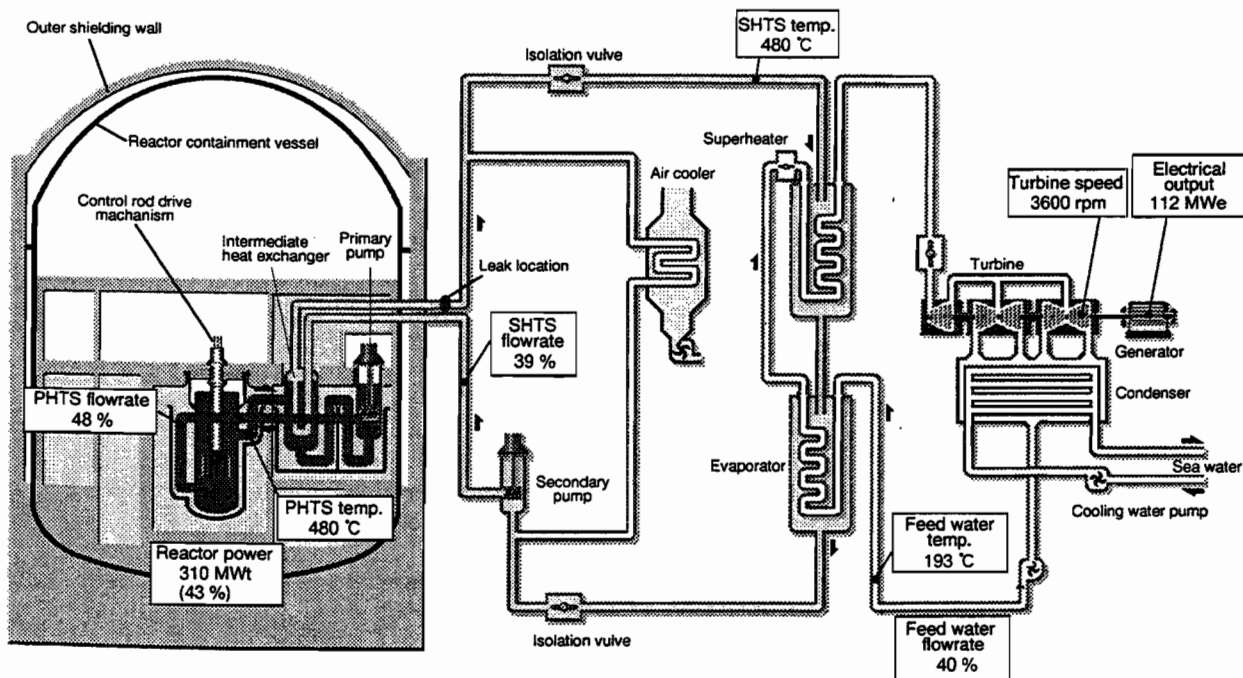 Outer shielding wall
Reactor containment vessel
Control rod drive
machanism
Intermediate
heat exchanger
Primary
pump
Leak location
Isolation vulve
SHTS temp.
480 ℃
Superheater
Air cooler
Turbine speed
3600 rpm
Electrical
output
112 MWe
Turbine
Generator
Condenser
SHTS
flowrate
39 %
PHTS flowrate
48 %
PHTS temp.
480 ℃
Reactor power
310 MWt
(43 %)
Secondary
pump
Evaporator
Sea water
Cooling water pump
Feed water
temp.
193 ℃
Isolation vulve
Feed water
flowrate
40 %